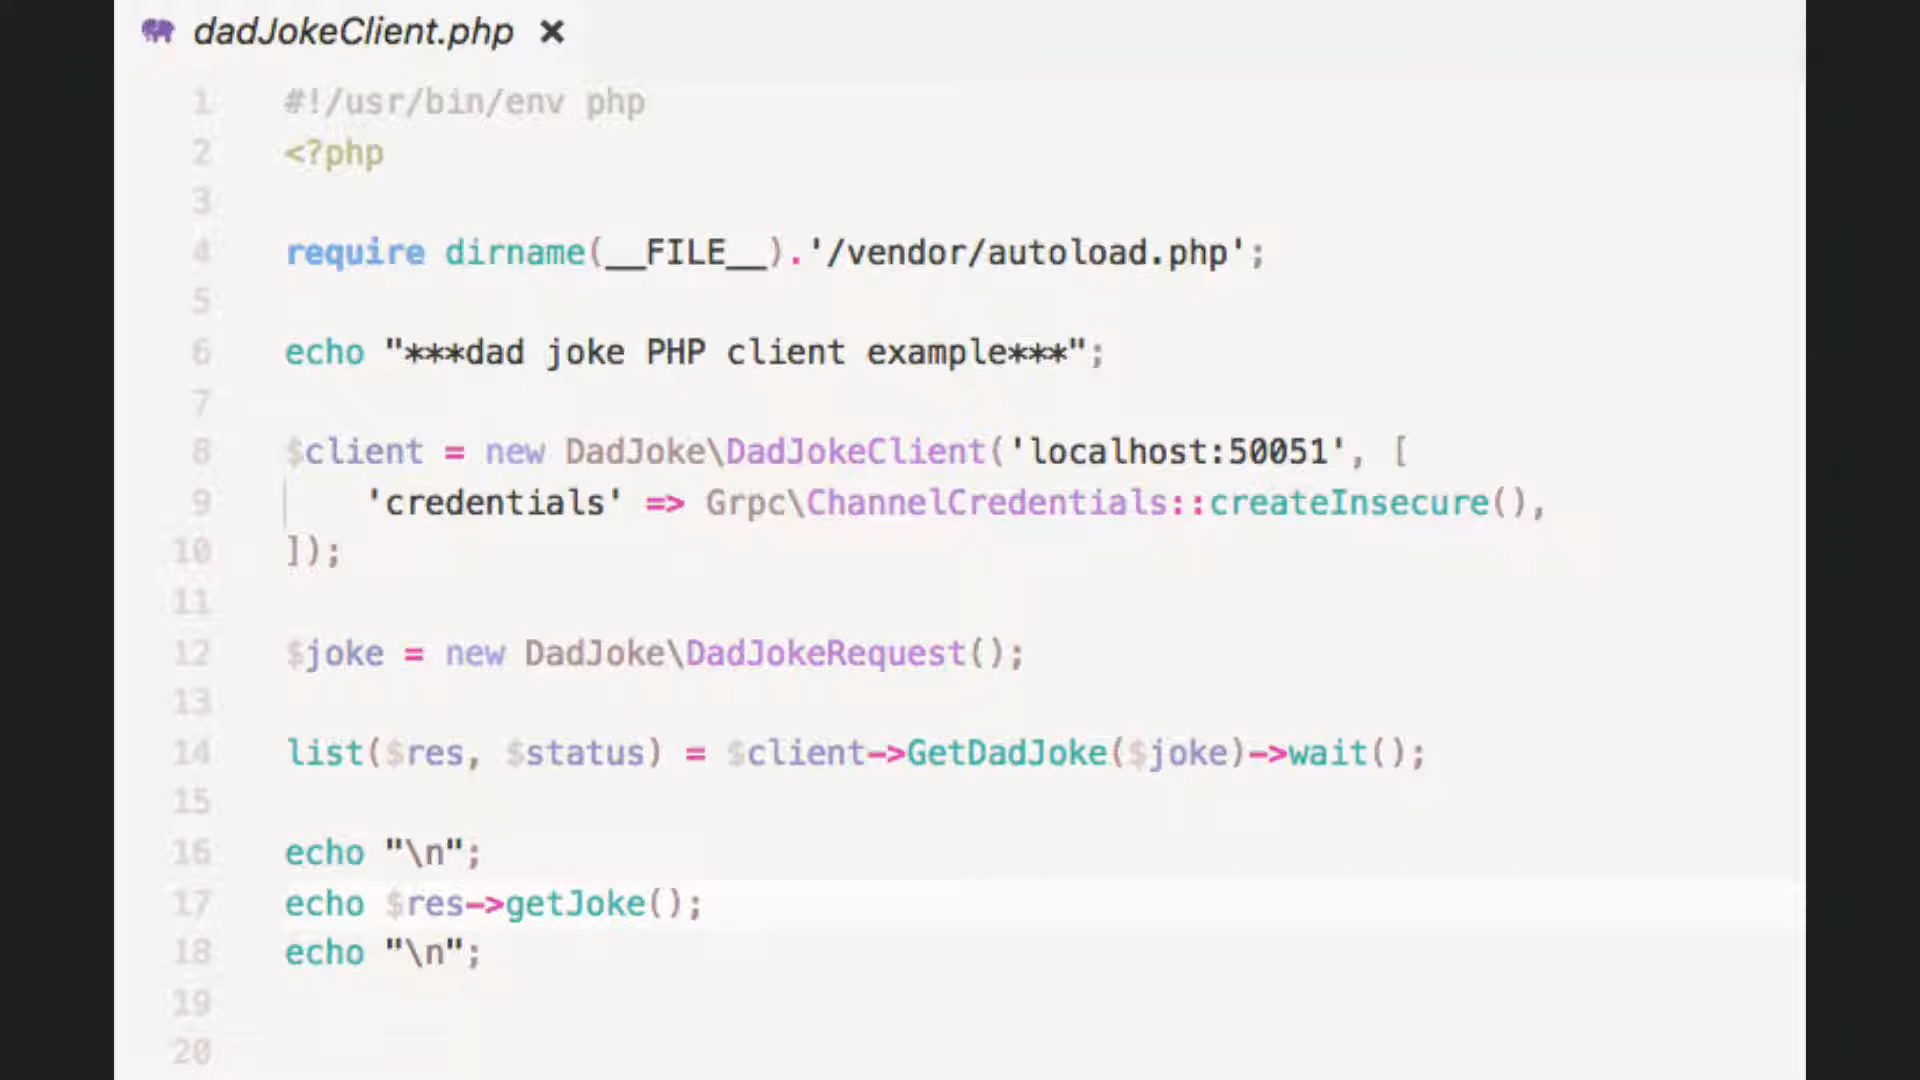 dadJokeClient.php ×
1 #!/usr/bin/env php
2 <?php
3
4 require dirname(__FILE__).'/vendor/autoload.php';
5
6 echo "***dad joke PHP client example***";
7
8 $client = new DadJoke\DadJokeClient('localhost:50051', [
9 'credentials' => Grpc\ChannelCredentials::createInsecure(),
10 ]);
11
12 $joke = new DadJoke\DadJokeRequest();
13
14 list($res, $status) = $client->GetDadJoke($joke)->wait();
15
16 echo "\n";
17 echo $res->getJoke();
18 echo "\n";
19
20